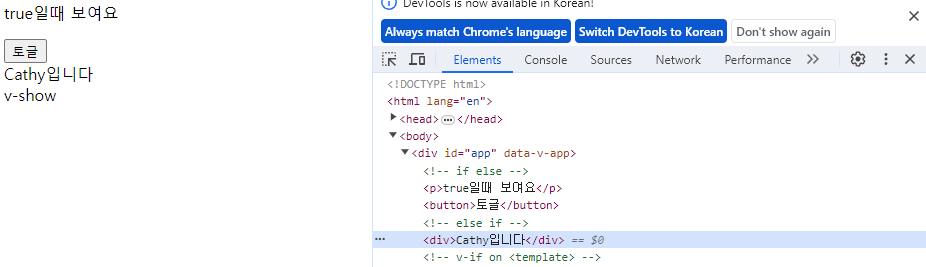 true일때 보여요
토글
Cathy입니다
v-show
DevTools is now available in Korean!
Always match Chrome's language
Switch DevTools to Korean
Don't show again
Elements
Console
Sources
Network
Performance
<!DOCTYPE html>
<html lang="en">
<head>…</head>
<body>
<div id="app" data-v-app>
<!-- if else -->
<p>true일때 보여요</p>
<button>토글</button>
<!-- else if -->
<div>Cathy입니다</div> == $0
<!-- v-if on <template> -->